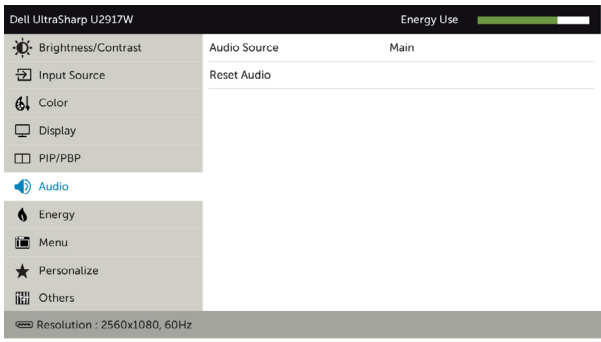 Dell UltraSharp U2917W Energy Use
Brightness/Contrast Audio Source Main
Input Source Reset Audio
Color
Display
PIP/PBP
Audio
Energy
Menu
Personalize
Others
Resolution : 2560x1080, 60Hz